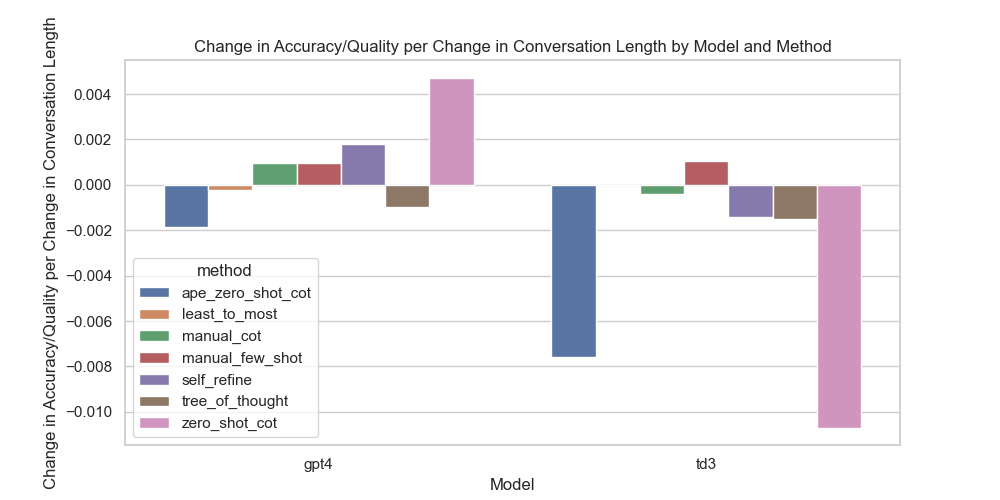 Change in Accuracy/Quality per Change in Conversation Length by Model and Method
Change in Accuracy/Quality per Change in Conversation Length
0.004
0.002
0.000
−0.002
−0.004
−0.006
−0.008
−0.010
method
ape_zero_shot_cot
least_to_most
manual_cot
manual_few_shot
self_refine
tree_of_thought
zero_shot_cot
gpt4
td3
Model